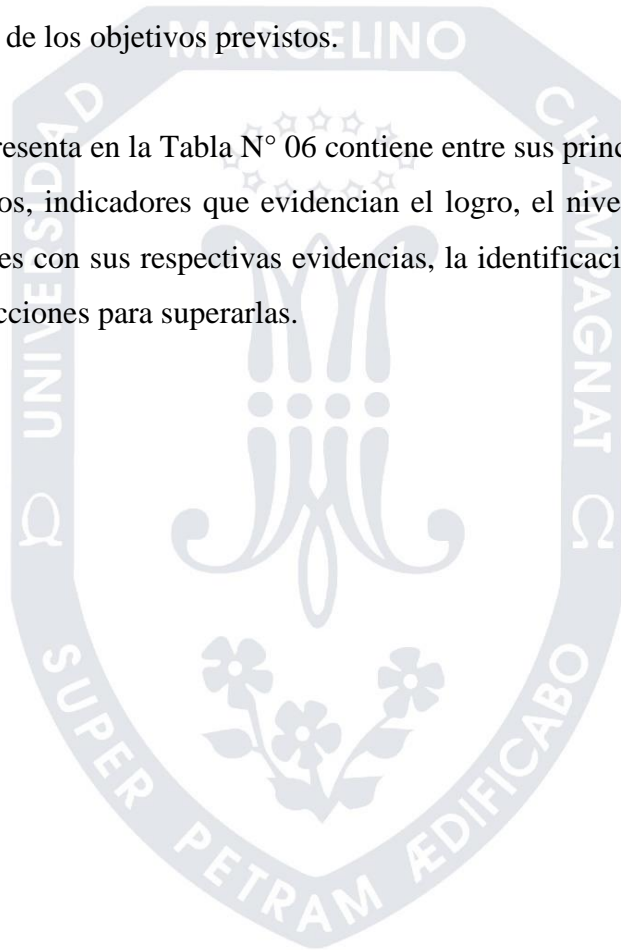 de los objetivos previstos.
resenta en la Tabla N° 06 contiene entre sus princ
os, indicadores que evidencian el logro, el nive
es con sus respectivas evidencias, la identificaci
cciones para superarlas.
UNIVERSIDAD MARCELINO CHAMPAGNAT
Ω Ω
SUPER PETRAM ÆDIFICABO